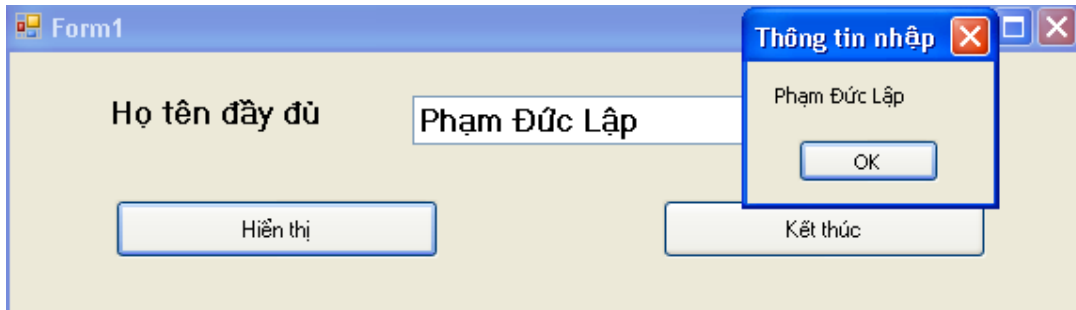 Form1
Thông tin nhập
Họ tên đầy đủ
Phạm Đức Lập
Phạm Đức Lập
OK
Hiển thị
Kết thúc